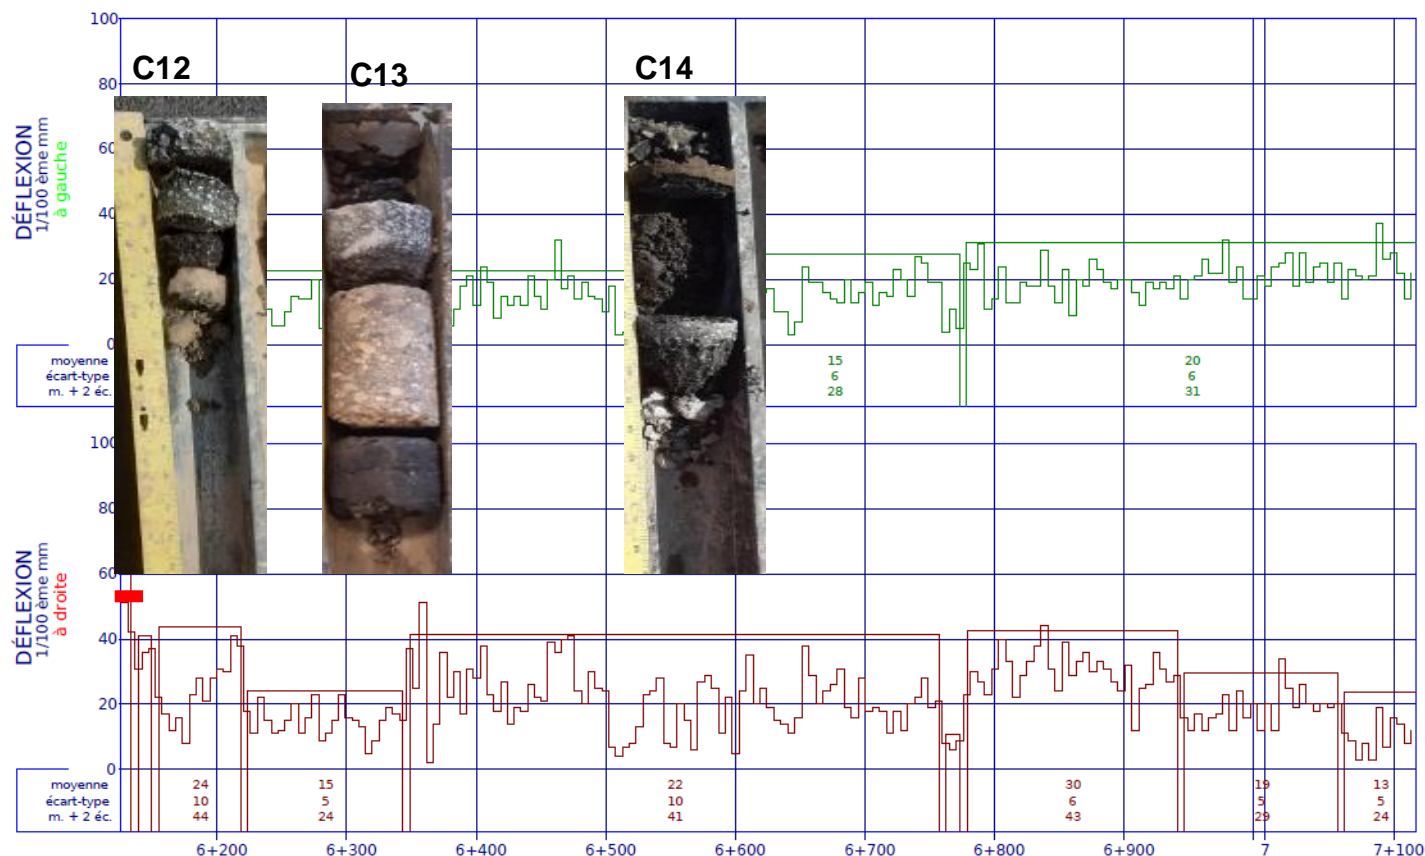 C12
C13
C14
100
80
60
40
20
0
DÉFLEXION
1/100 ème mm
à gauche
moyenne 15 20
écart-type 6 6
m. + 2 éc. 28 31
100
80
60
40
20
0
DÉFLEXION
1/100 ème mm
à droite
moyenne 24 15 22 30 19 13
écart-type 10 5 10 6 5 5
m. + 2 éc. 44 24 41 43 29 24
6+200 6+300 6+400 6+500 6+600 6+700 6+800 6+900 7 7+100